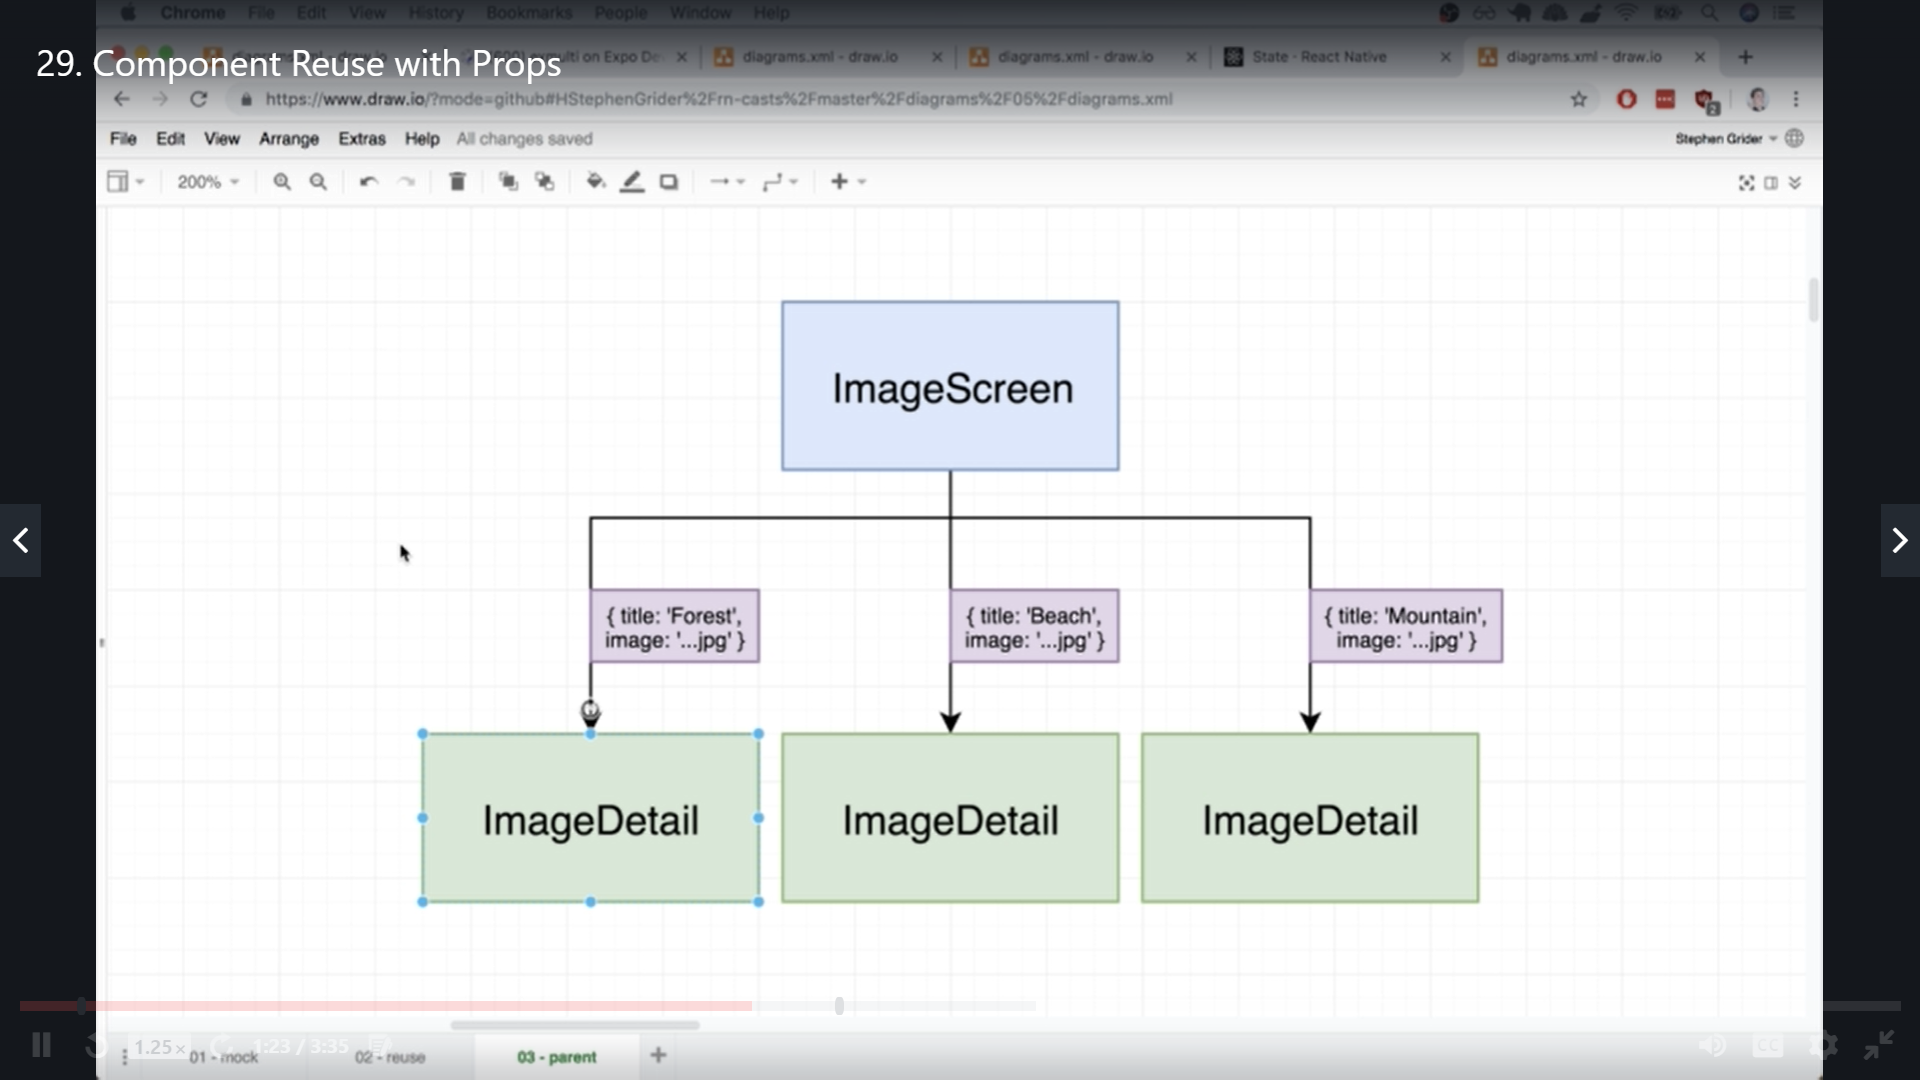 Chrome File Edit View History Bookmarks People Window Help
29. Component Reuse with Props
exmulti on Expo De
diagrams.xml - draw.io
diagrams.xml - draw.io
State - React Native
diagrams.xml - draw.io
https://www.draw.io/?mode=github#HStephenGrider%2Frn-casts%2Fmaster%2Fdiagrams%2F05%2Fdiagrams.xml
2
File Edit View Arrange Extras Help All changes saved
Stephen Grider
200%
ImageScreen
{ title: 'Forest',
image: '...jpg' }
{ title: 'Beach',
image: '...jpg' }
{ title: 'Mountain',
image: '...jpg' }
ImageDetail
ImageDetail
ImageDetail
1.25x
1:23 / 3:35
CC
01 - mock
02 - reuse
03 - parent